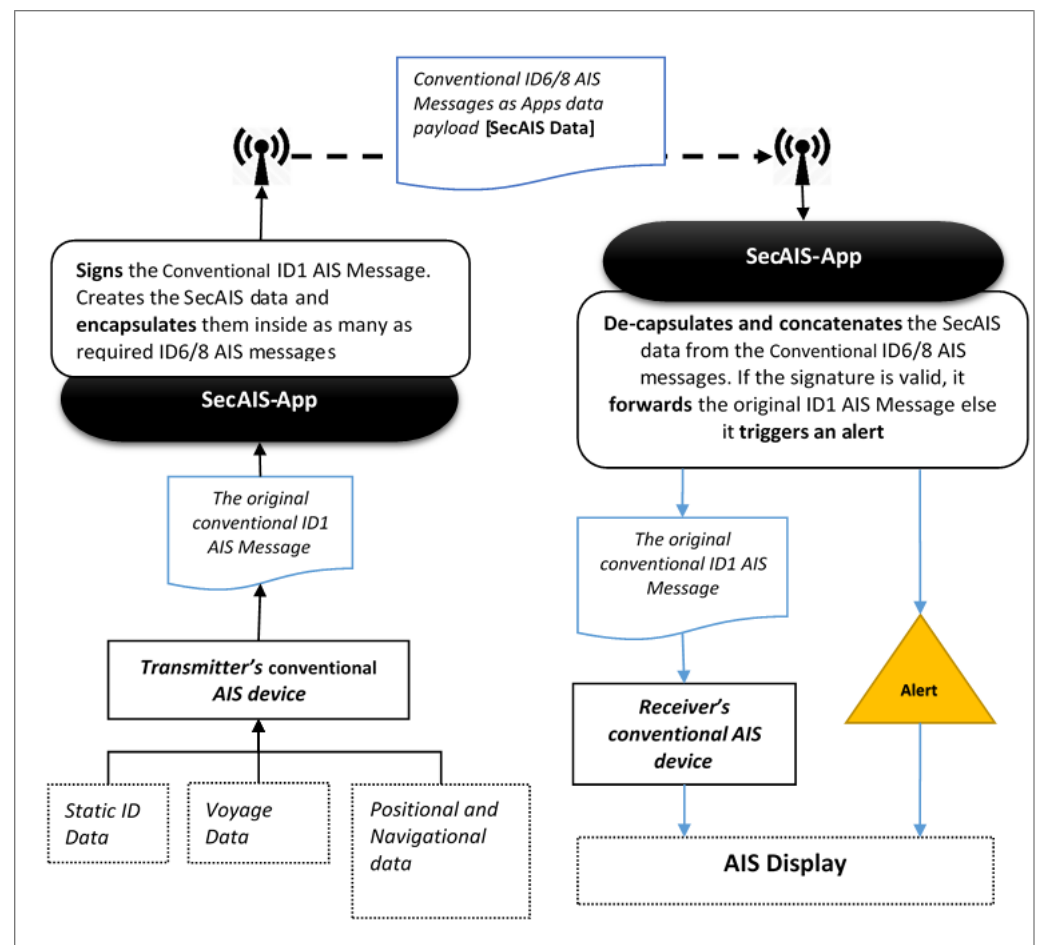 Conventional ID6/8 AIS
Messages as Apps data
payload [SecAIS Data]
Signs the Conventional ID1 AIS Message.
Creates the SecAIS data and
encapsulates them inside as many as
required ID6/8 AIS messages
SecAIS-App
The original
conventional ID1
AIS Message
Transmitter's conventional
AIS device
Static ID
Data
Voyage
Data
Positional and
Navigational
data
SecAIS-App
De-capsulates and concatenates the SecAIS
data from the Conventional ID6/8 AIS
messages. If the signature is valid, it
forwards the original ID1 AIS Message else
it triggers an alert
The original
conventional ID1 AIS
Message
Receiver's
conventional AIS
device
Alert
AIS Display